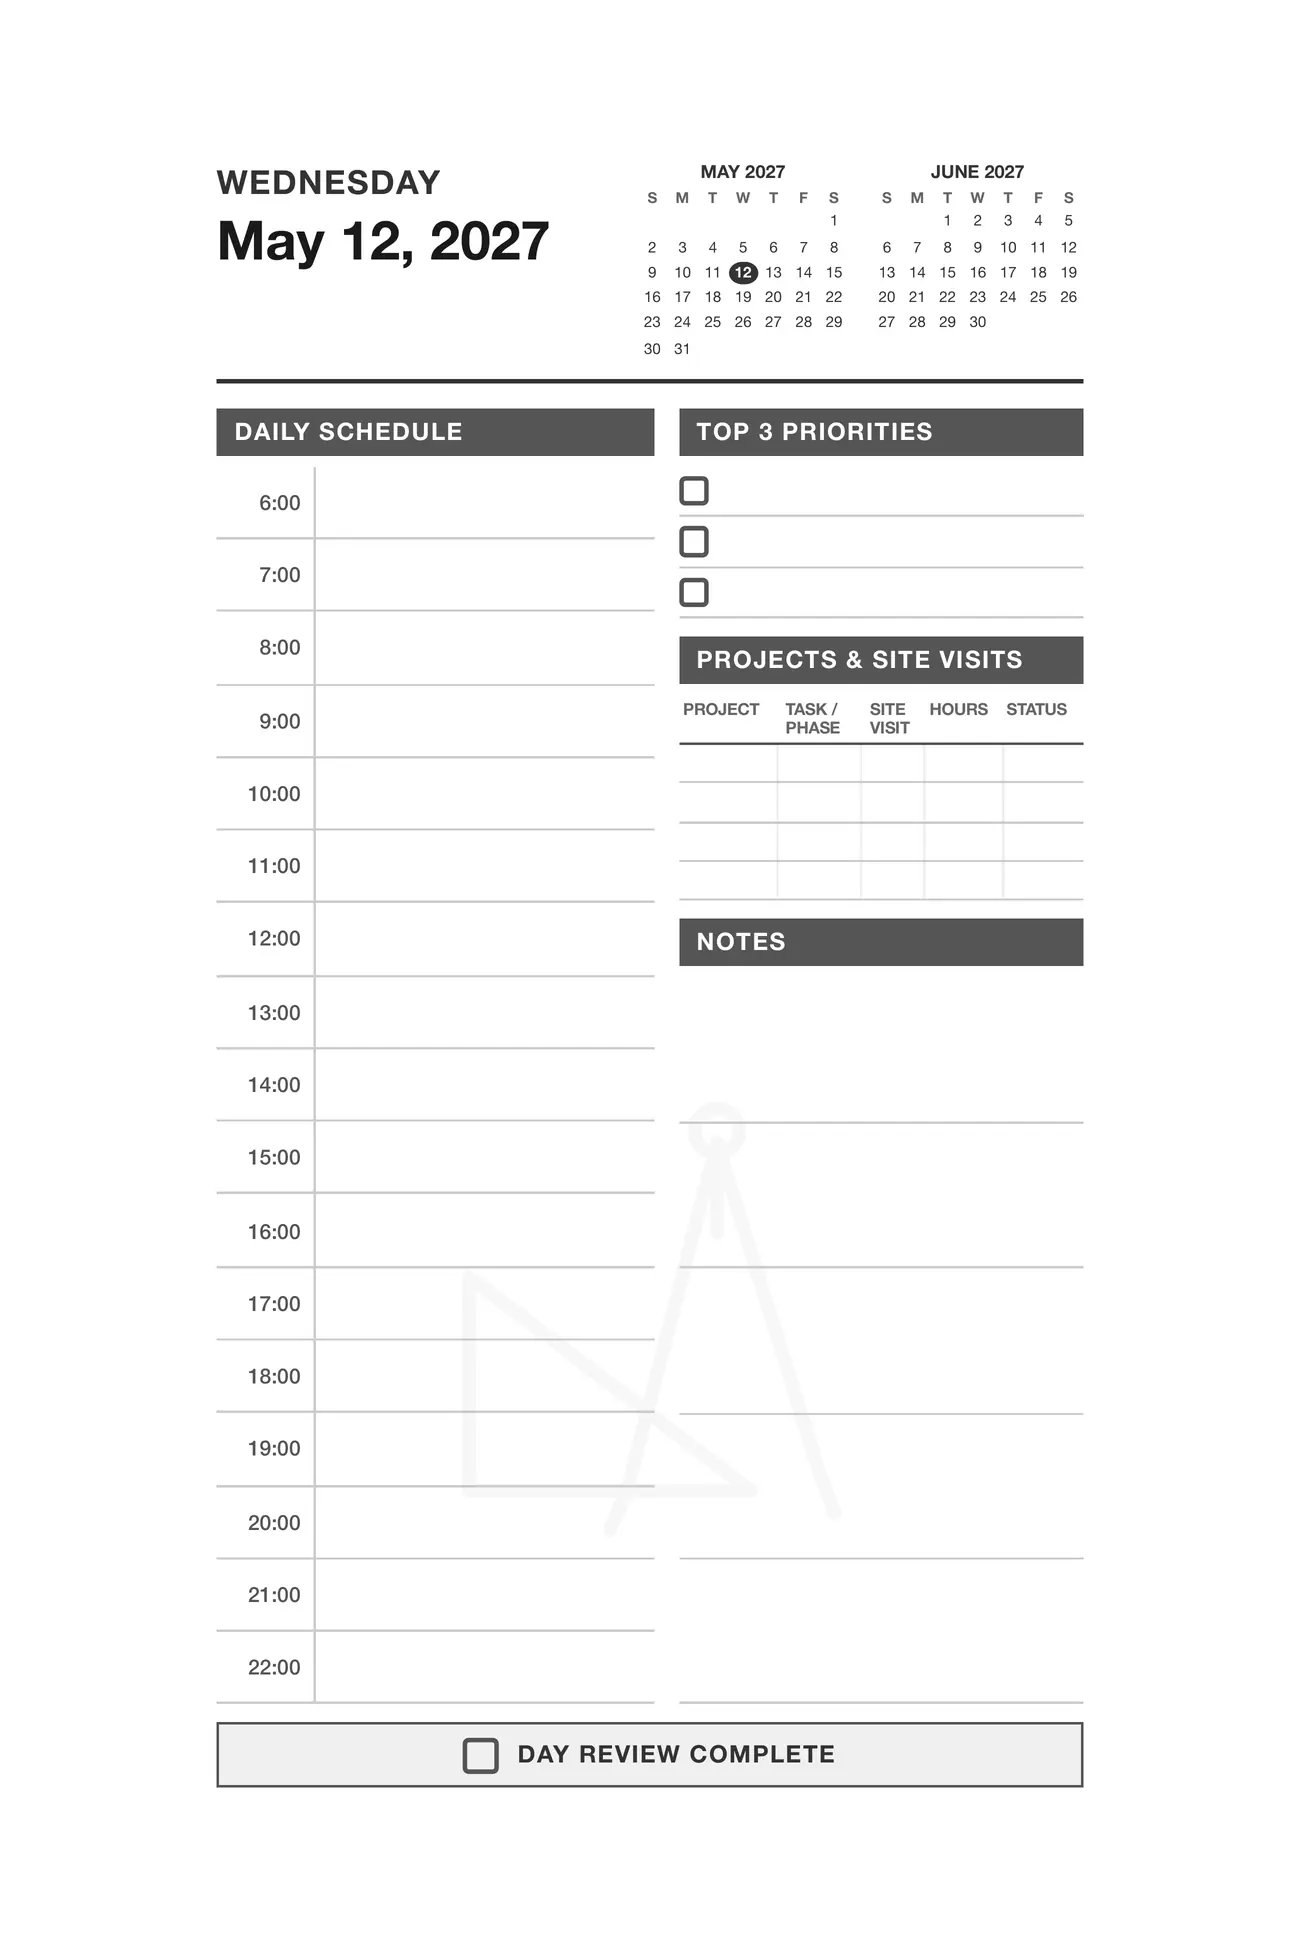 WEDNESDAY
May 12, 2027
MAY 2027
S M T W T F S
1
2 3 4 5 6 7 8
9 10 11 12 13 14 15
16 17 18 19 20 21 22
23 24 25 26 27 28 29
30 31
JUNE 2027
S M T W T F S
1 2 3 4 5
6 7 8 9 10 11 12
13 14 15 16 17 18 19
20 21 22 23 24 25 26
27 28 29 30
DAILY SCHEDULE
6:00
7:00
8:00
9:00
10:00
11:00
12:00
13:00
14:00
15:00
16:00
17:00
18:00
19:00
20:00
21:00
22:00
TOP 3 PRIORITIES
PROJECTS & SITE VISITS
PROJECT TASK / SITE HOURS STATUS
PHASE VISIT
NOTES
DAY REVIEW COMPLETE